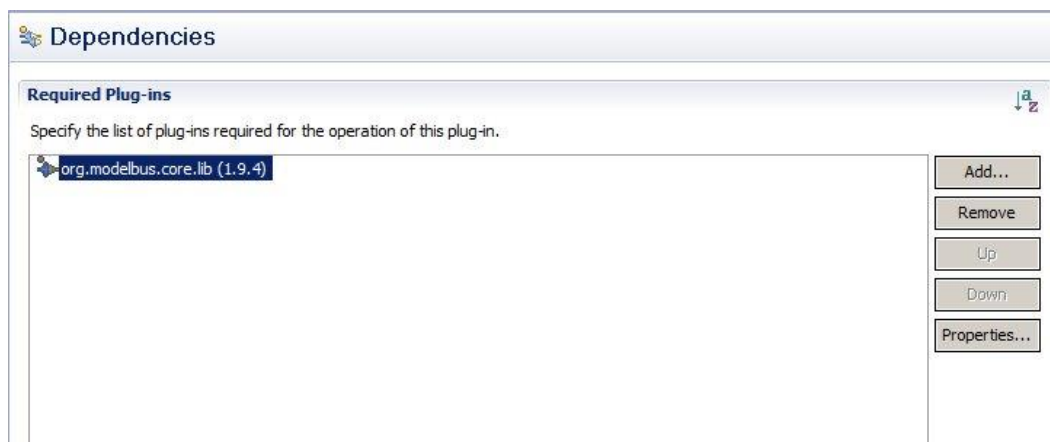 Dependencies
Required Plug-ins
Specify the list of plug-ins required for the operation of this plug-in.
org.modelbus.core.lib (1.9.4)
Add...
Remove
Up
Down
Properties...